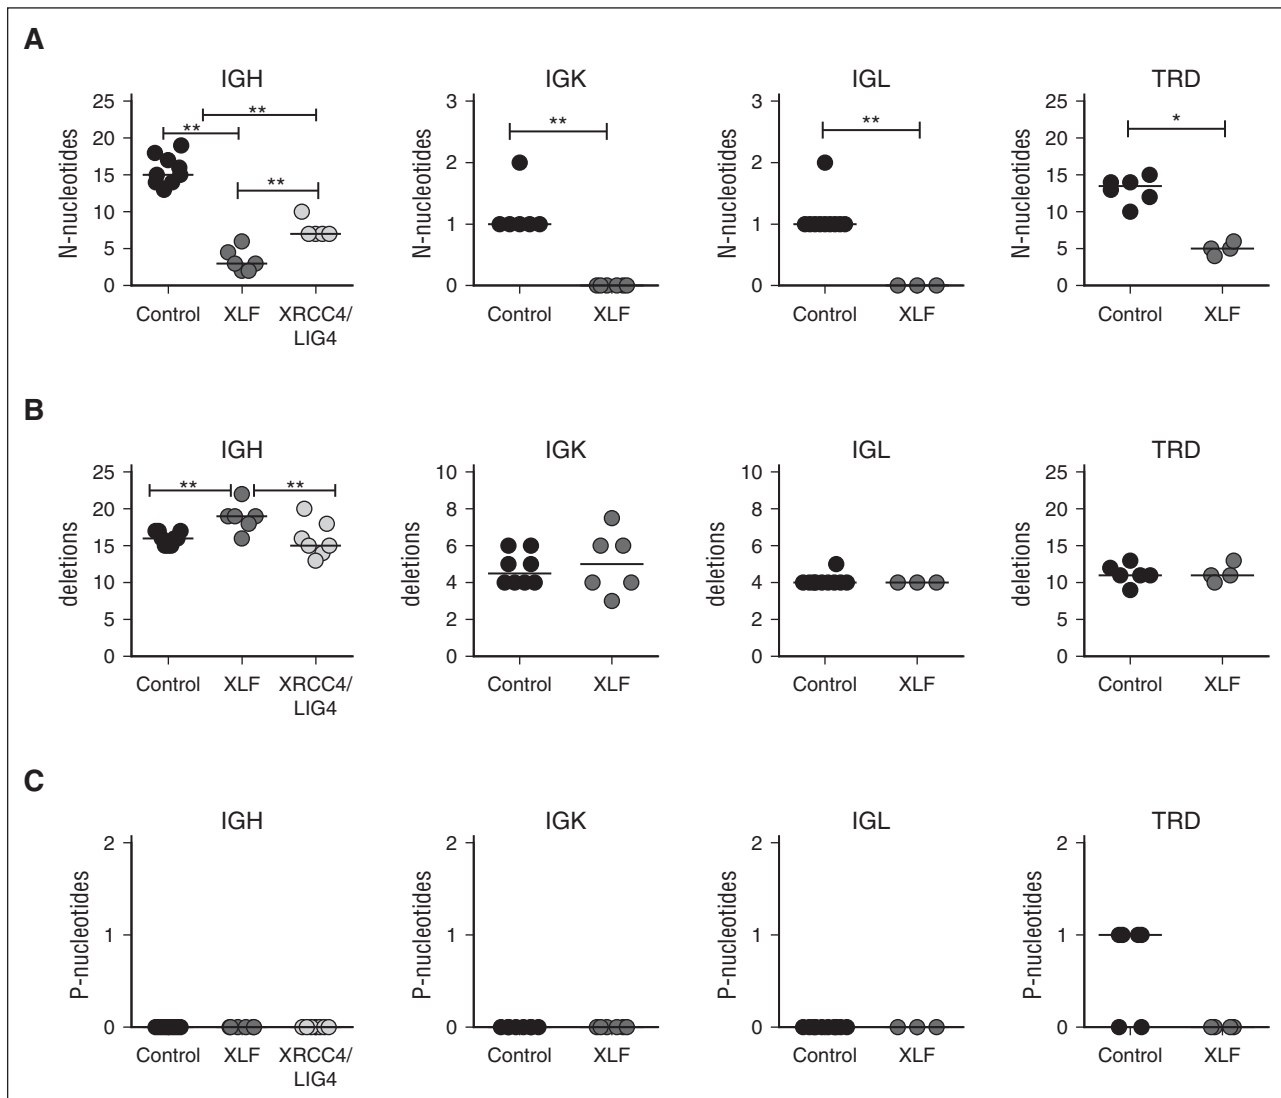 A
IGH
IGK
IGL
TRD
N-nucleotides
25
20
15
10
5
0
**
**
**
Control
XLF
XRCC4/
LIG4
N-nucleotides
3
2
1
0
**
Control
XLF
N-nucleotides
3
2
1
0
**
Control
XLF
N-nucleotides
25
20
15
10
5
0
*
Control
XLF
B
IGH
IGK
IGL
TRD
deletions
25
20
15
10
5
0
**
**
Control
XLF
XRCC4/
LIG4
deletions
10
8
6
4
2
0
Control
XLF
deletions
10
8
6
4
2
0
Control
XLF
deletions
25
20
15
10
5
0
Control
XLF
C
IGH
IGK
IGL
TRD
P-nucleotides
2
1
0
Control
XLF
XRCC4/
LIG4
P-nucleotides
2
1
0
Control
XLF
P-nucleotides
2
1
0
Control
XLF
P-nucleotides
2
1
0
Control
XLF